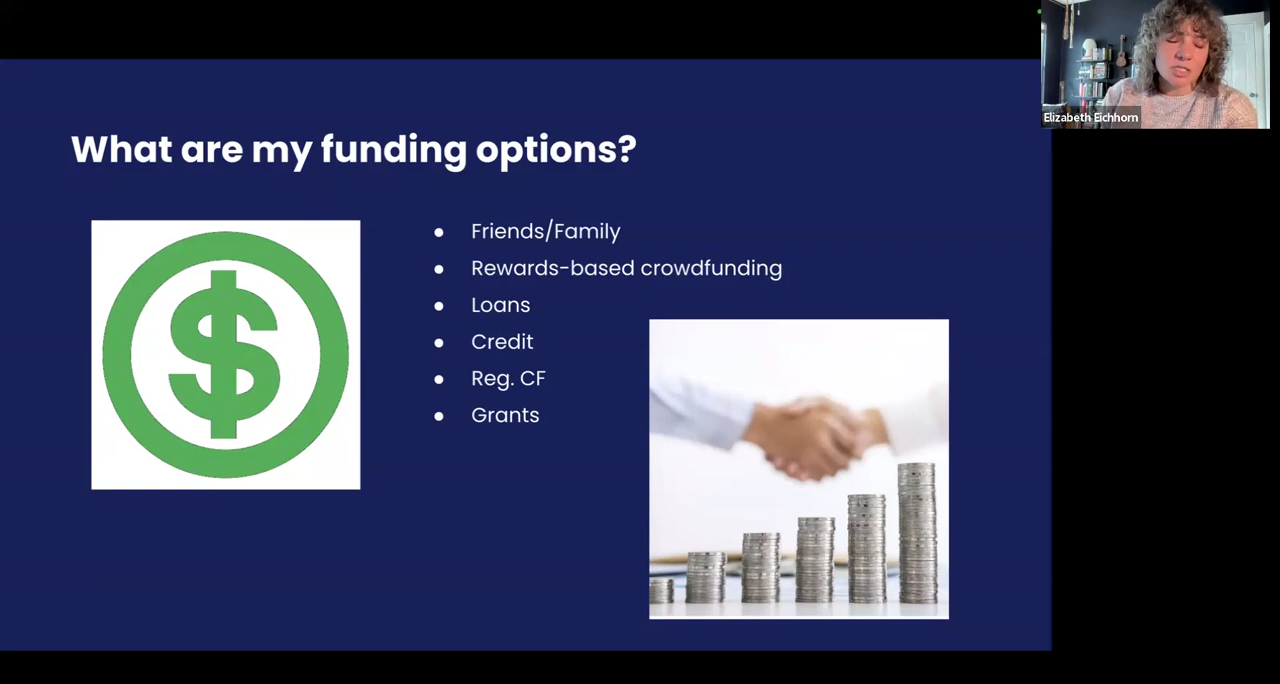 Elizabeth Eichhorn
What are my funding options?
● Friends/Family
● Rewards-based crowdfunding
● Loans
● Credit
● Reg. CF
● Grants